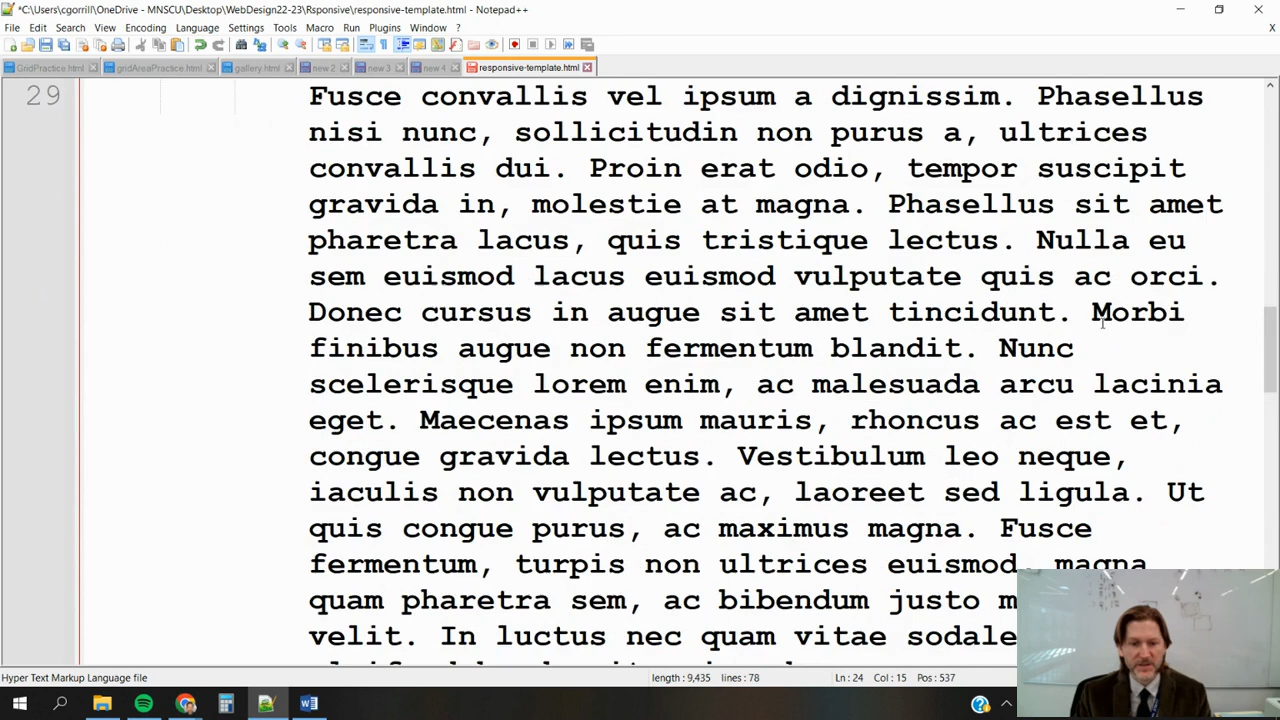 *C:\Users\cgorrill\OneDrive - MNSCU\Desktop\WebDesign22-23\Rsponsive\responsive-template.html - Notepad++
File Edit Search View Encoding Language Settings Tools Macro Run Plugins Window ? X
GridPractice.html gridAreaPractice.html gallery.html new 2 new 3 new 4 responsive-template.html
29 Fusce convallis vel ipsum a dignissim. Phasellus
nisi nunc, sollicitudin non purus a, ultrices
convallis dui. Proin erat odio, tempor suscipit
gravida in, molestie at magna. Phasellus sit amet
pharetra lacus, quis tristique lectus. Nulla eu
sem euismod lacus euismod vulputate quis ac orci.
Donec cursus in augue sit amet tincidunt. Morbi
finibus augue non fermentum blandit. Nunc
scelerisque lorem enim, ac malesuada arcu lacinia
eget. Maecenas ipsum mauris, rhoncus ac est et,
congue gravida lectus. Vestibulum leo neque,
iaculis non vulputate ac, laoreet sed ligula. Ut
quis congue purus, ac maximus magna. Fusce
fermentum, turpis non ultrices euismod, magna
quam pharetra sem, ac bibendum justo
velit. In luctus nec quam vitae
Hyper Text Markup Language file length : 9,435 lines : 78 Ln : 24 Col : 15 Pos : 537